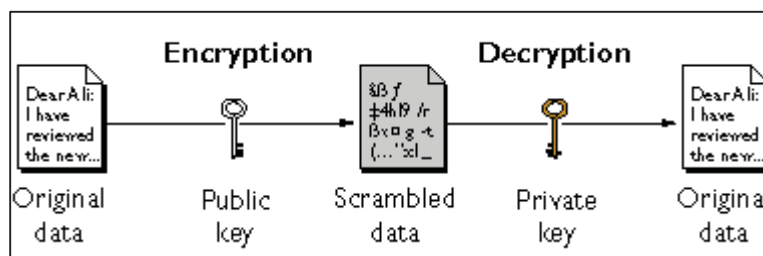 Encryption
Decryption
Dear Ali:
I have
reviewed
the new...
Dear Ali:
I have
reviewed
the new...
Original
data
Public
key
Scrambled
data
Private
key
Original
data